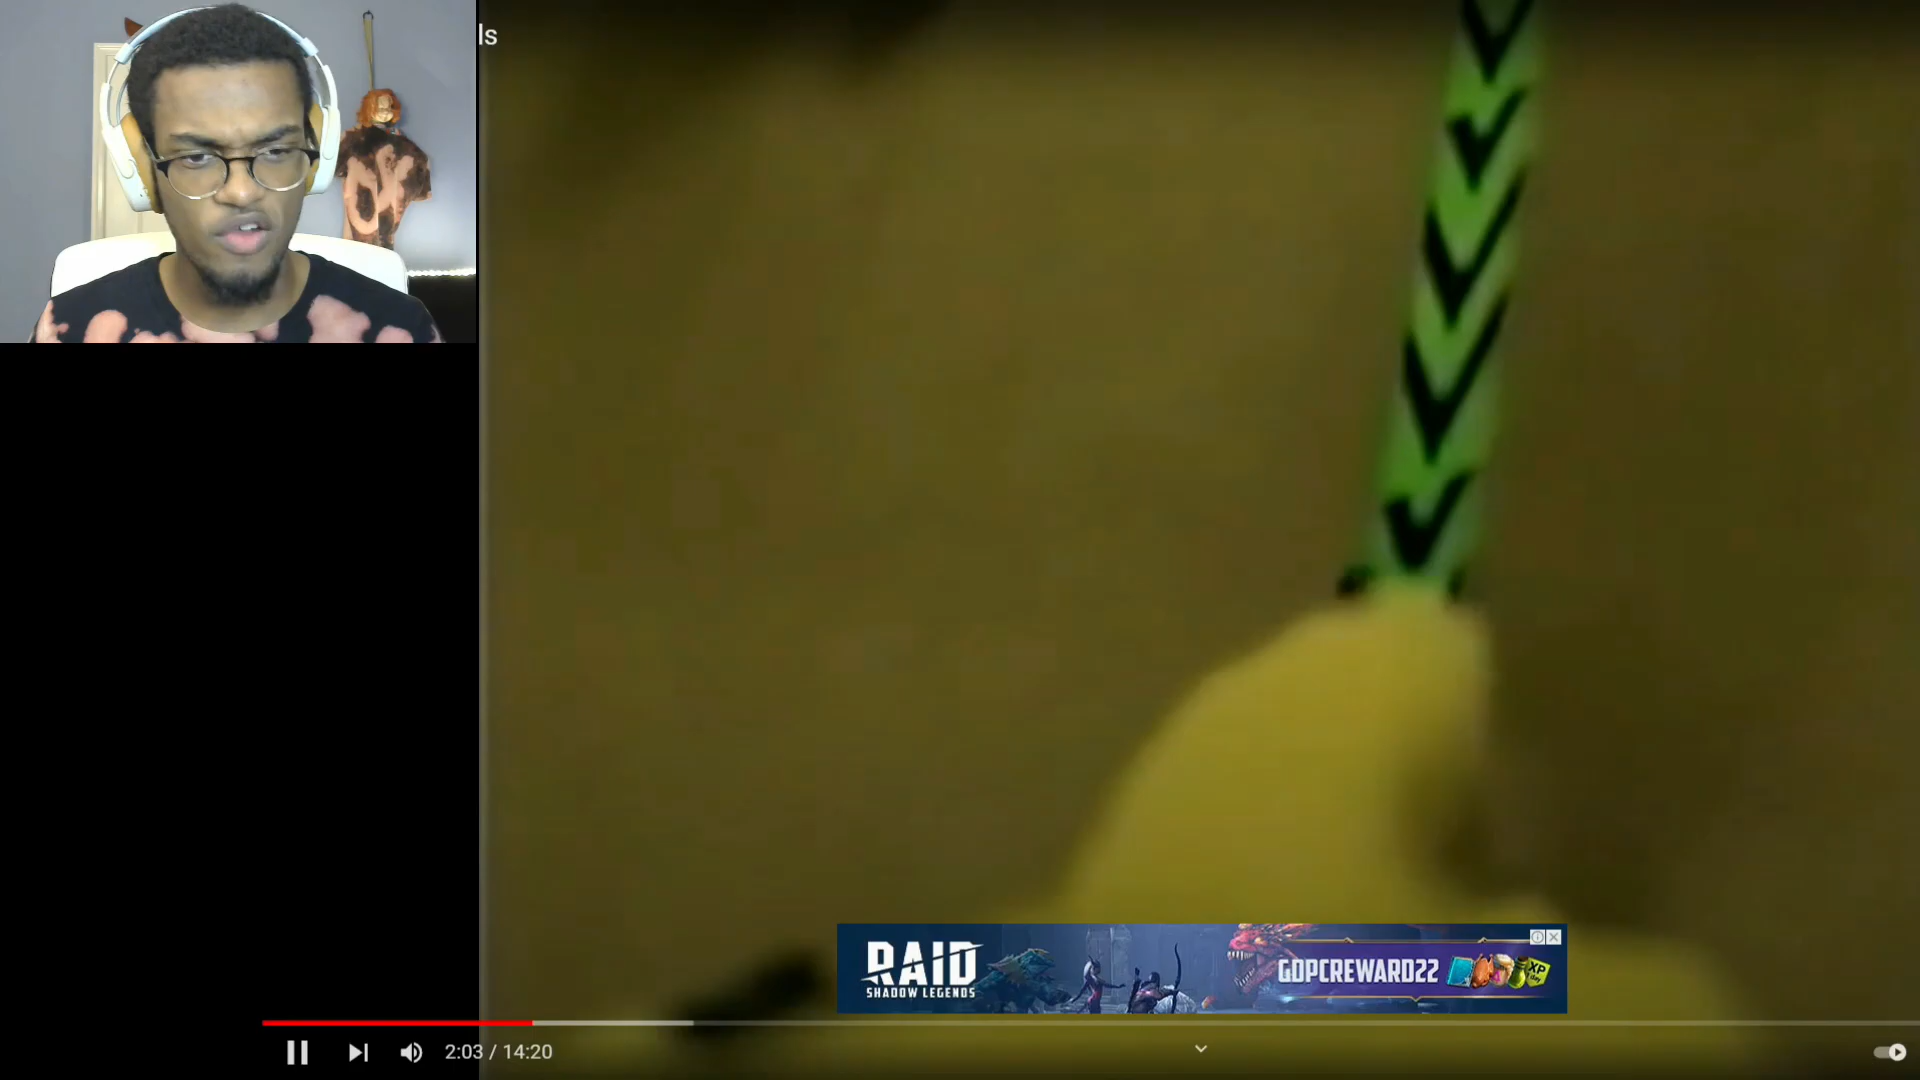 ls
RAID
SHADOW LEGENDS
GDPCREWARD22
XP
2:03 / 14:20